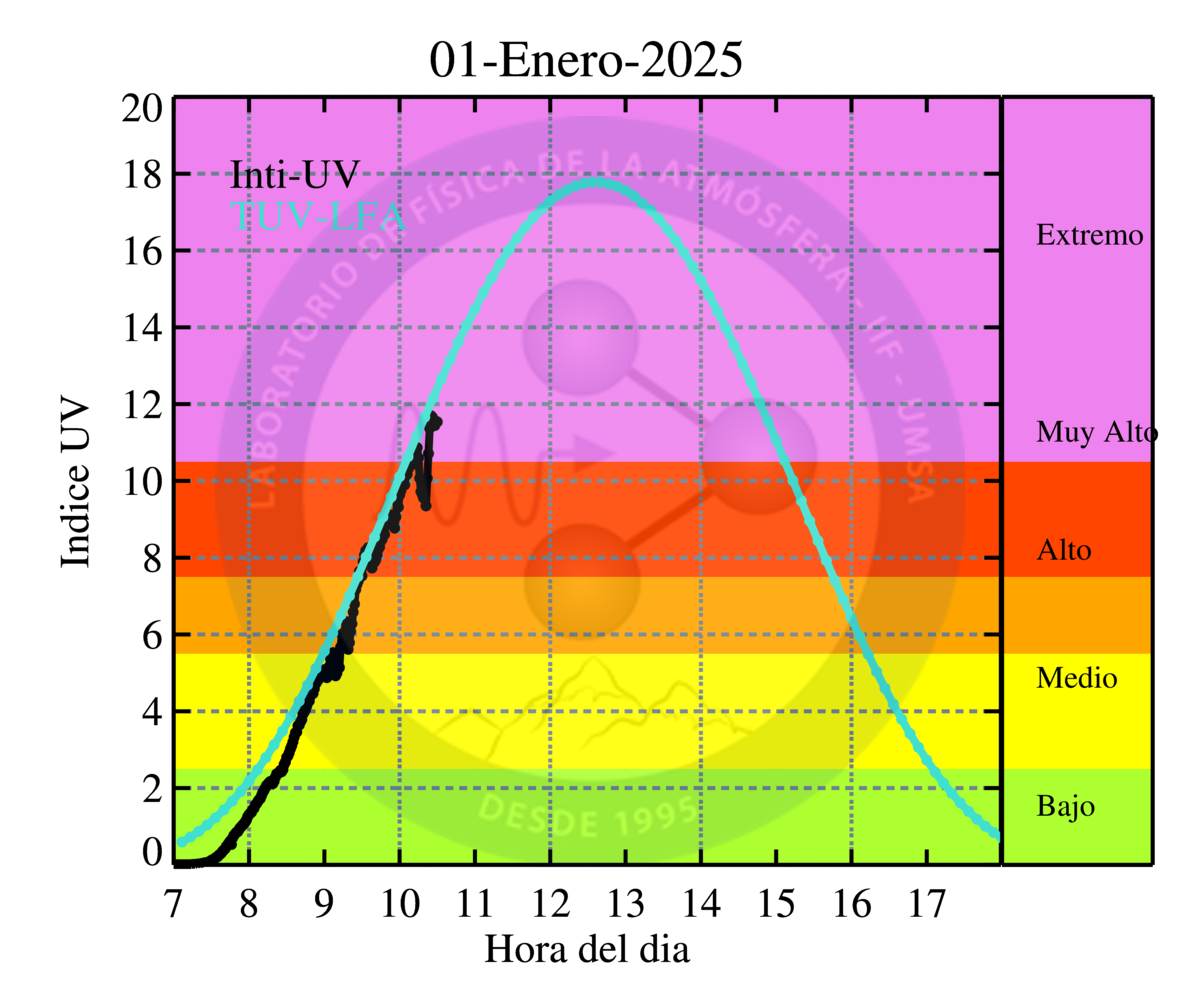 01-Enero-2025
20
18
16
14
12
10
8
6
4
2
0
Indice UV
Inti-UV
TUV-LFA
LABORATORIO DE FÍSICA DE LA ATMÓSFERA - IIF - UMSA
DESDE 1995
Extremo
Muy Alto
Alto
Medio
Bajo
7 8 9 10 11 12 13 14 15 16 17
Hora del dia